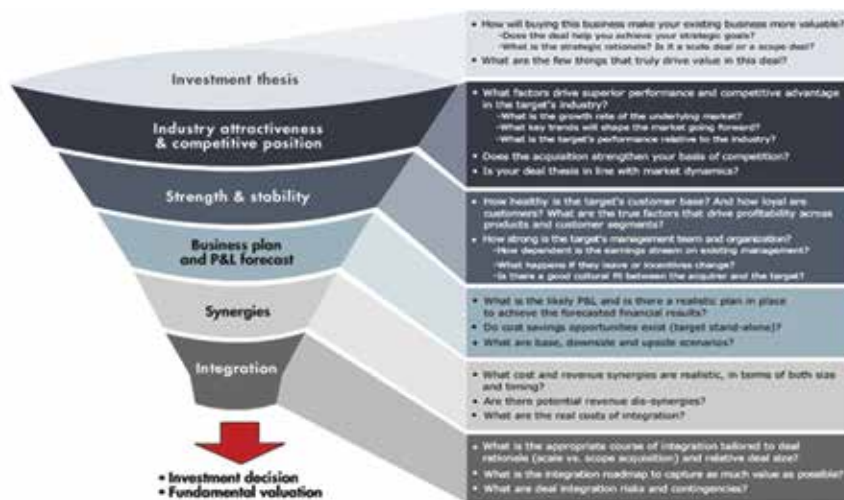 Investment thesis
Industry attractiveness
& competitive position
Strength & stability
Business plan
and P&L forecast
Synergies
Integration
• Investment decision
• Fundamental valuation
• How will buying this business make your existing business more valuable?
-Does the deal help you achieve your strategic goals?
-What is the strategic rationale? Is it a scale deal or a scope deal?
• What are the few things that truly drive value in this deal?
• What factors drive superior performance and competitive advantage
in the target's industry?
-What is the growth rate of the underlying market?
-What key trends will shape the market going forward?
-What is the target's performance relative to the industry?
• Does the acquisition strengthen your basis of competition?
• Is your deal thesis in line with market dynamics?
• How healthy is the target's customer base? And how loyal are
customers? What are the true factors that drive profitability across
products and customer segments?
• How strong is the target's management team and organization?
-How dependent is the earnings stream on existing management?
-What happens if they leave or incentives change?
-Is there a good cultural fit between the acquirer and the target?
• What is the likely P&L and is there a realistic plan in place
to achieve the forecasted financial results?
• Do cost savings opportunities exist (target stand-alone)?
• What are base, downside and upside scenarios?
• What cost and revenue synergies are realistic, in terms of both size
and timing?
• Are there potential revenue dis-synergies?
• What are the real costs of integration?
• What is the appropriate course of integration tailored to deal
rationale (scale vs. scope acquisition) and relative deal size?
• What is the integration roadmap to capture as much value as possible?
• What are deal integration risks and contingencies?